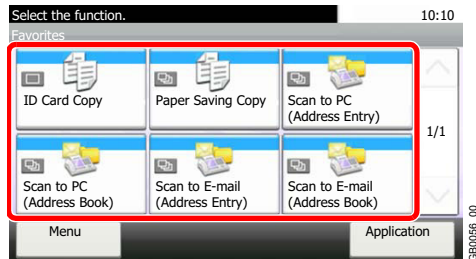 Select the function.
10:10
Favorites
ID Card Copy
Paper Saving Copy
Scan to PC
(Address Entry)
1/1
Scan to PC
(Address Book)
Scan to E-mail
(Address Entry)
Scan to E-mail
(Address Book)
Menu
Application
GB0056_00